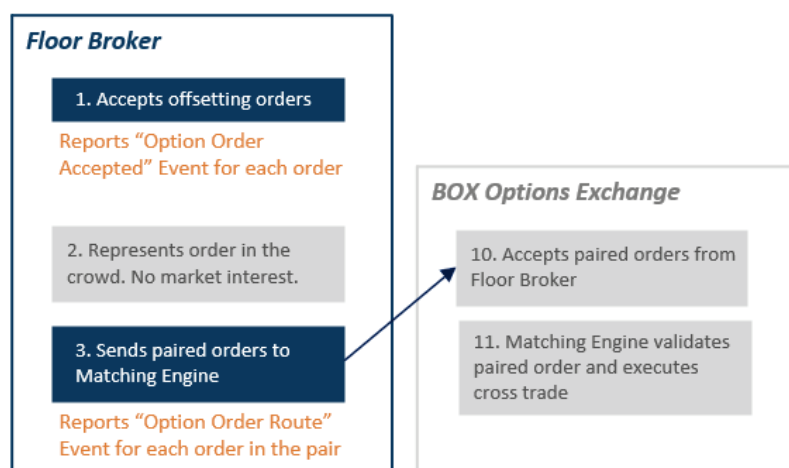 Floor Broker
1. Accepts offsetting orders
Reports “Option Order
Accepted” Event for each order
2. Represents order in the
crowd. No market interest.
3. Sends paired orders to
Matching Engine
Reports “Option Order Route”
Event for each order in the pair
BOX Options Exchange
10. Accepts paired orders from
Floor Broker
11. Matching Engine validates
paired order and executes
cross trade